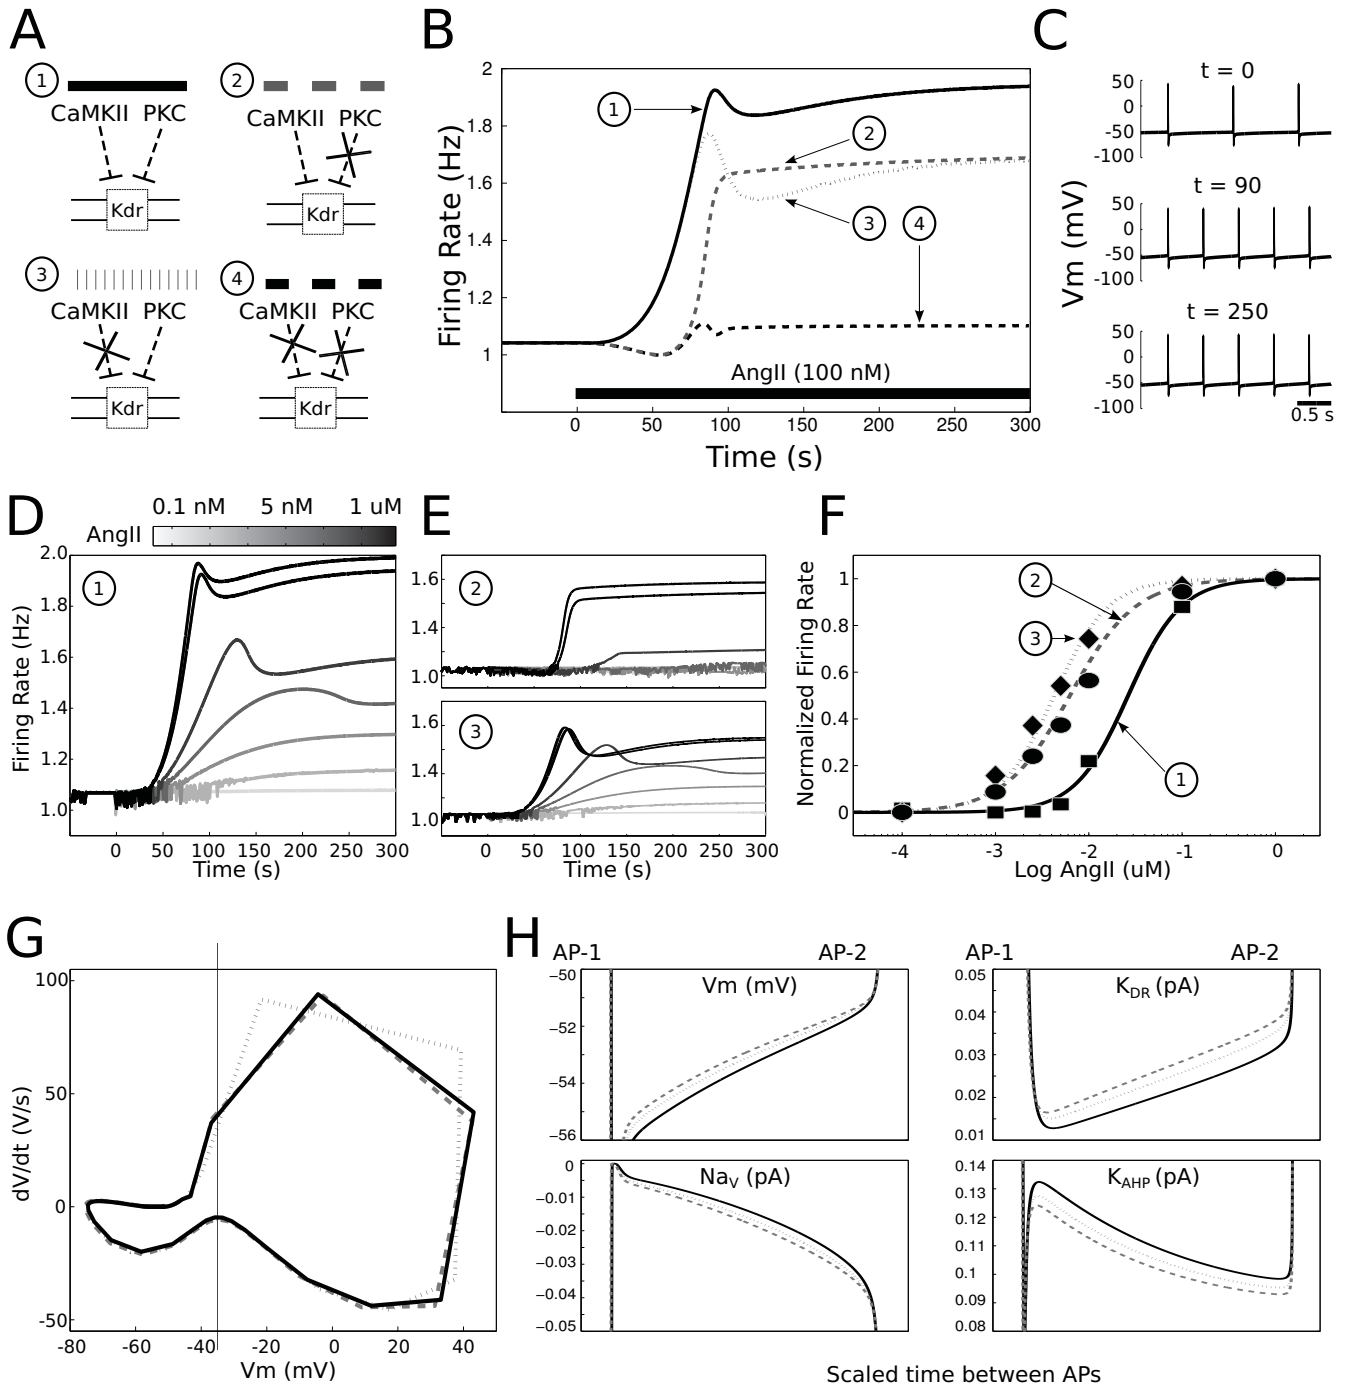 A
1
2
CaMKII PKC
CaMKII PKC
Kdr
Kdr
3
4
CaMKII PKC
CaMKII PKC
Kdr
Kdr
B
2
1.8
1.6
1.4
1.2
1
Firing Rate (Hz)
1
2
3
4
AngII (100 nM)
0 50 100 150 200 250 300
Time (s)
C
t = 0
50
0
-50
-100
t = 90
50
0
-50
-100
t = 250
50
0
-50
-100
Vm (mV)
0.5 s
D
0.1 nM 5 nM 1 uM
AngII
2.0
1.8
1.6
1.4
1.2
1.0
Firing Rate (Hz)
1
0 50 100 150 200 250 300
Time (s)
E
2
1.6
1.4
1.2
1.0
3
1.6
1.4
1.2
1.0
0 50 100 150 200 250 300
Time (s)
F
1
0.8
0.6
0.4
0.2
0
Normalized Firing Rate
2
3
1
-4 -3 -2 -1 0
Log AngII (uM)
G
100
50
0
-50
dV/dt (V/s)
-80 -60 -40 -20 0 20 40
Vm (mV)
H
AP-1 AP-2
AP-1 AP-2
Vm (mV)
−50
−52
−54
−56
KDR (pA)
0.05
0.04
0.03
0.02
0.01
NaV (pA)
0
−0.01
−0.02
−0.03
−0.04
−0.05
KAHP (pA)
0.14
0.13
0.12
0.11
0.1
0.09
0.08
Scaled time between APs